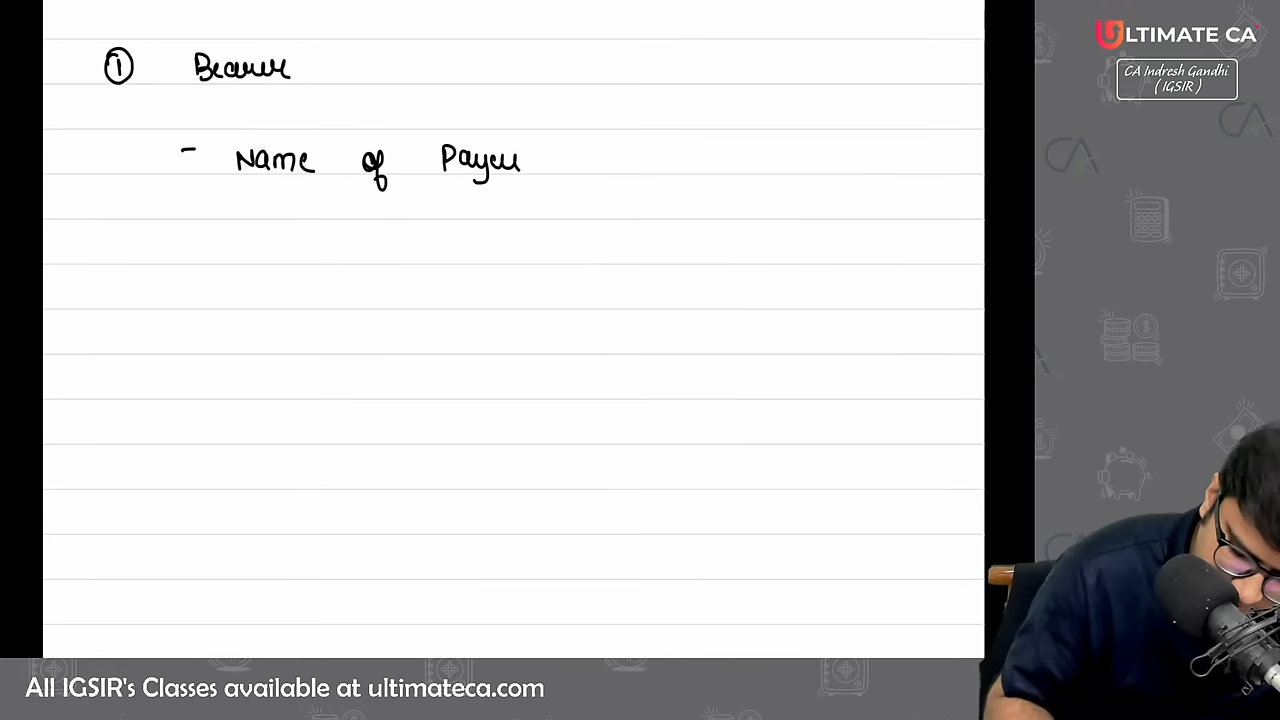 ① Bearer
- Name of Payee
ULTIMATE CA
CA Indresh Gandhi
( IGSIR )
All IGSIR's Classes available at ultimateca.com